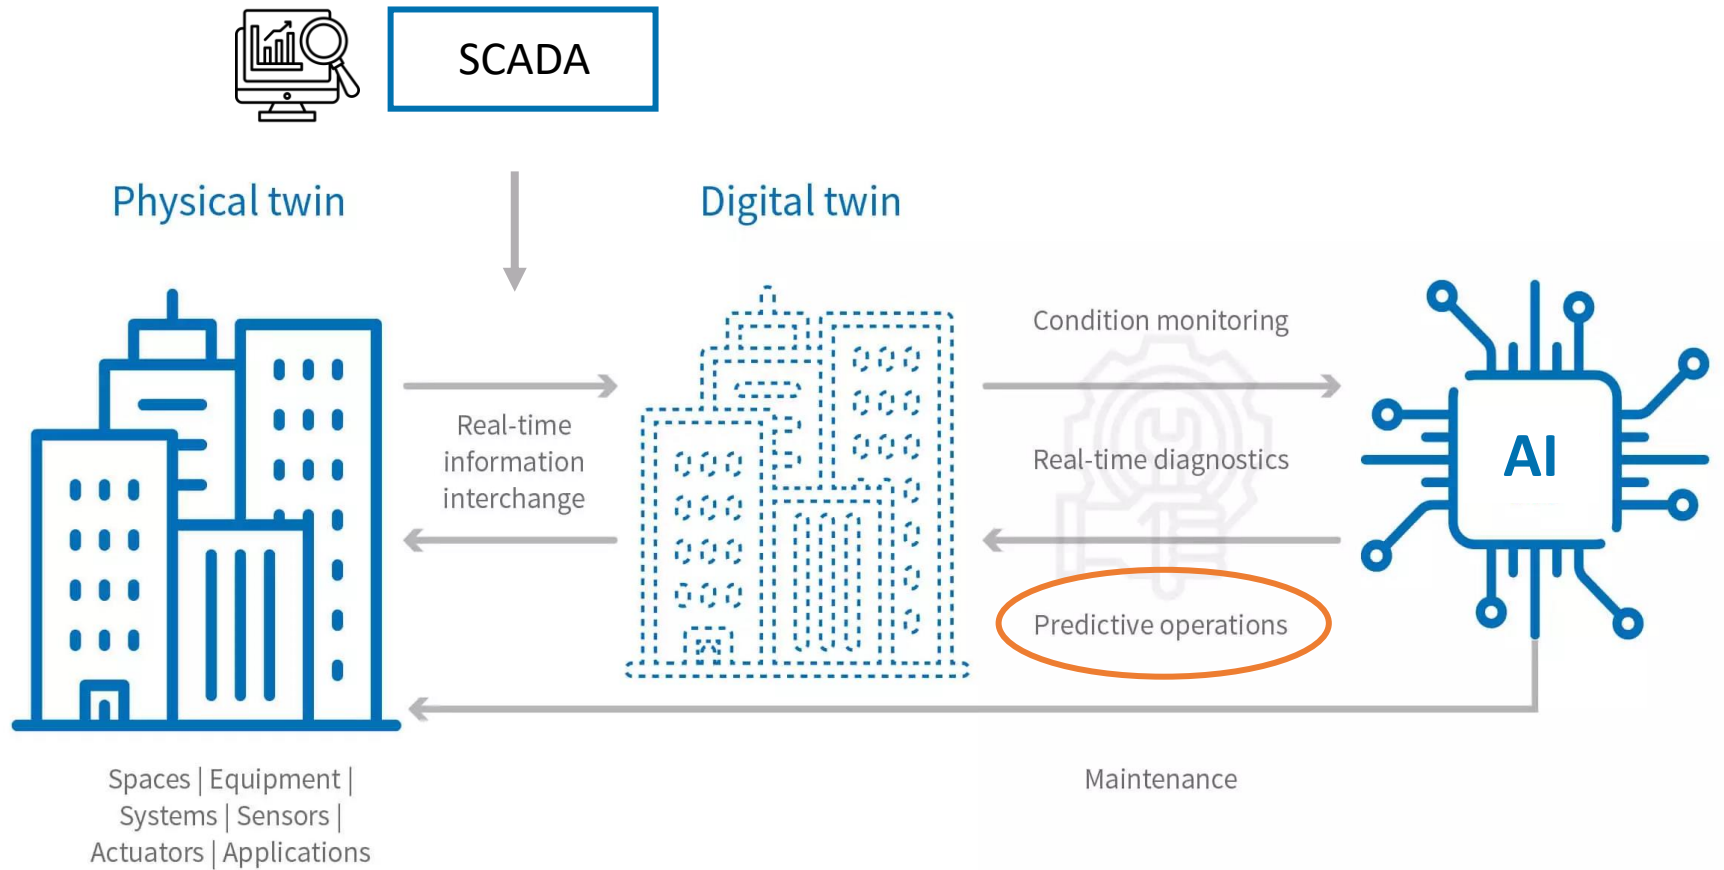 SCADA
Physical twin
Digital twin
Real-time
information
interchange
Condition monitoring
Real-time diagnostics
Predictive operations
AI
Maintenance
Spaces | Equipment |
Systems | Sensors |
Actuators | Applications